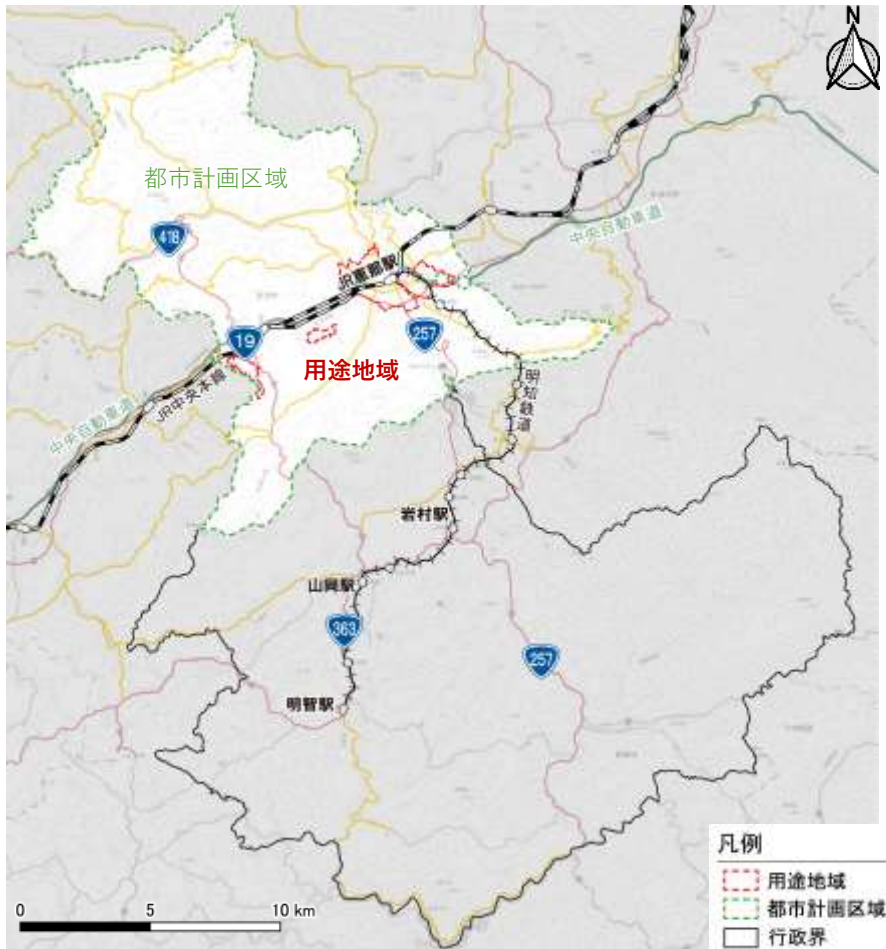 N
都市計画区域
418
中央自動車道
JR恵那駅
19
257
用途地域
明知鉄道
JR中央本線
中央自動車道
岩村駅
山岡駅
363
257
明智駅
凡例
用途地域
都市計画区域
行政界
0 5 10 km